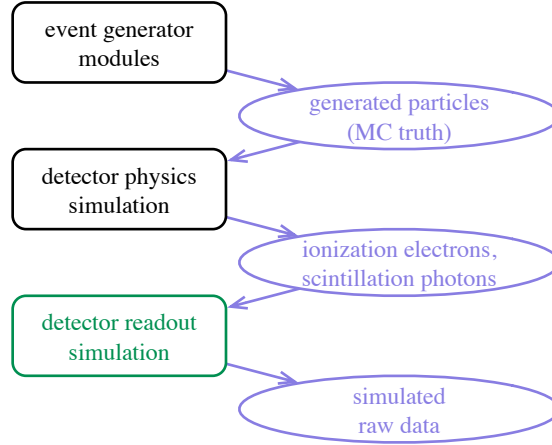 event generator
modules
generated particles
(MC truth)
detector physics
simulation
ionization electrons,
scintillation photons
detector readout
simulation
simulated
raw data